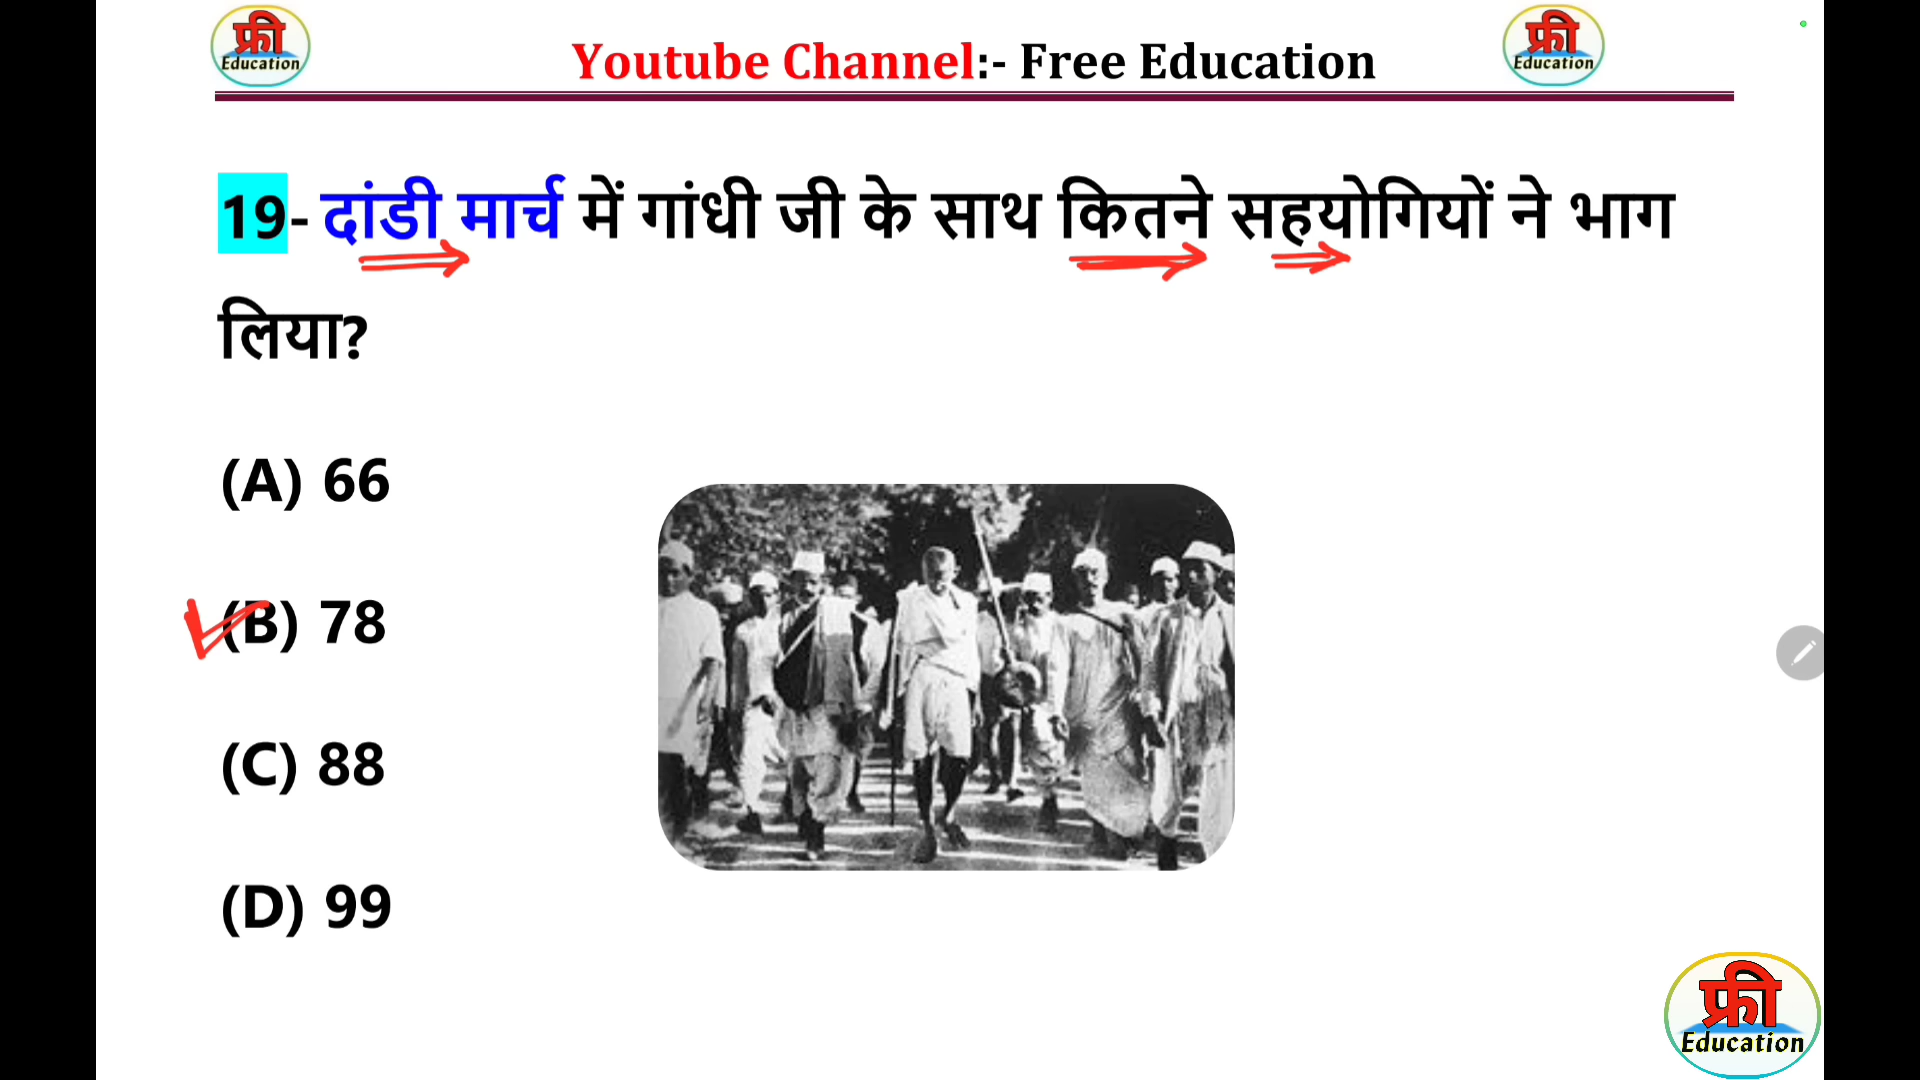 फ्री
Education
Youtube Channel:- Free Education
फ्री
Education
19- दांडी मार्च में गांधी जी के साथ कितने सहयोगियों ने भाग
लिया?
(A) 66
(B) 78
(C) 88
(D) 99
फ्री
Education